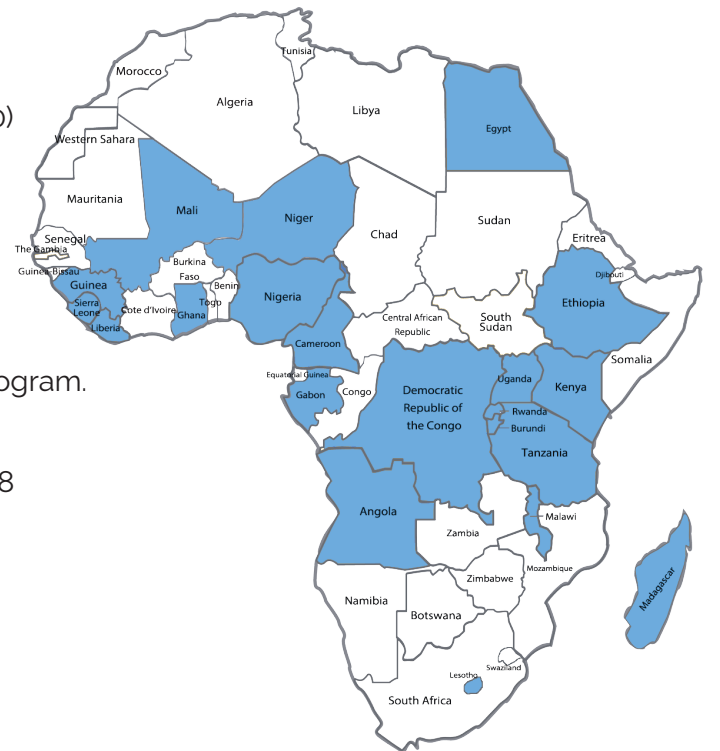 o)
ogram.
8
Tunisia
Morocco
Algeria
Libya
Egypt
Western Sahara
Mauritania
Mali
Niger
Chad
Sudan
Eritrea
Senegal
The Gambia
Guinea-Bissau
Guinea
Burkina
Faso
Benin
Djibouti
Sierra
Leone
Liberia
Cote d'Ivoire
Ghana
Togo
Nigeria
Ethiopia
Central African
Republic
South
Sudan
Cameroon
Somalia
Equatorial Guinea
Gabon
Congo
Democratic
Republic of
the Congo
Uganda
Kenya
Rwanda
Burundi
Tanzania
Angola
Zambia
Malawi
Mozambique
Zimbabwe
Madagascar
Namibia
Botswana
Swaziland
Lesotho
South Africa